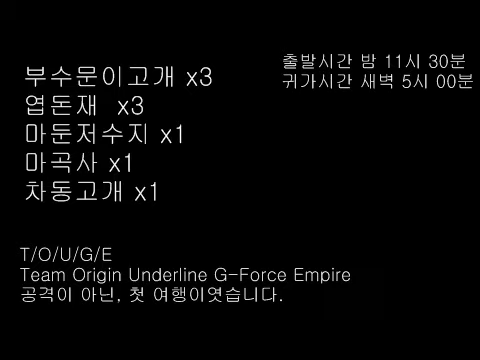 출발시간 밤 11시 30분
귀가시간 새벽 5시 00분
부수문이고개 x3
엽돈재  x3
마둔저수지 x1
마곡사 x1
차동고개 x1
T/O/U/G/E
Team Origin Underline G-Force Empire
공격이 아닌, 첫 여행이엿습니다.